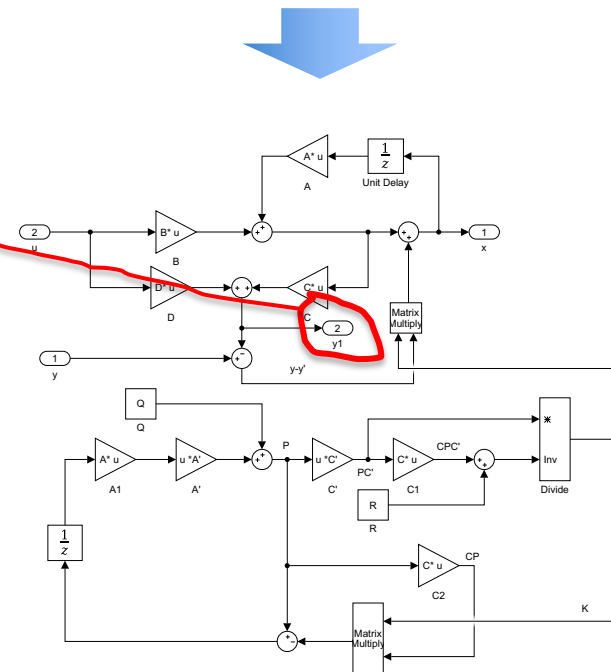 A* u
A
1
z
Unit Delay
2
u
B* u
B
+
+
+
+
1
x
D* u
D
+ +
C* u
C
2
y1
Matrix
Multiply
1
y
+
−
y-y'
Q
Q
A* u
A1
u *A'
A'
+
+
P
u *C'
C'
PC'
C* u
C1
CPC'
+
+
R
R
*
Inv
Divide
1
z
C* u
C2
CP
K
+
−
Matrix
Multiply